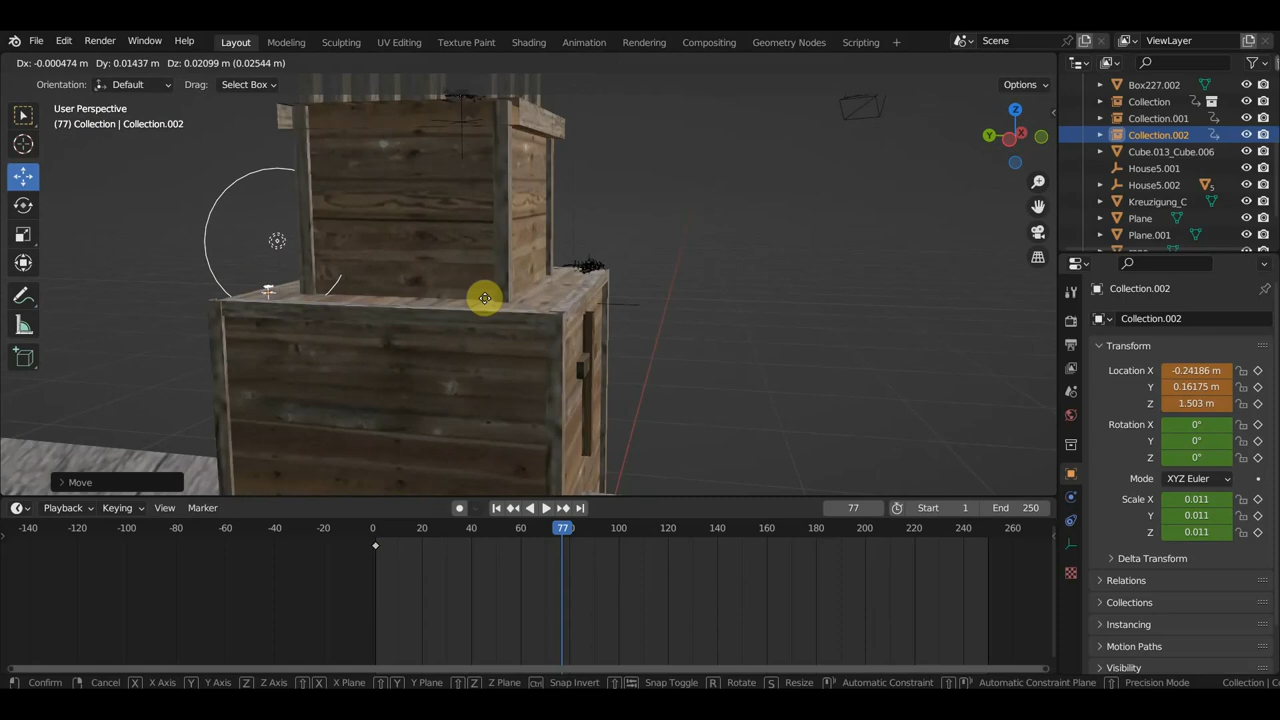 File Edit Render Window Help Layout Modeling Sculpting UV Editing Texture Paint Shading Animation Rendering Compositing Geometry Nodes Scripting + Scene ViewLayer
Dx: -0.000474 m Dy: 0.01437 m Dz: 0.02099 m (0.02544 m)
Orientation: Default Drag: Select Box Options
User Perspective
(77) Collection | Collection.002
Z
Y
X
Move
Box227.002
Collection
Collection.001
Collection.002
Cube.013_Cube.006
House5.001
House5.002 5
Kreuzigung_C
Plane
Plane.001
Collection.002
Collection.002
Transform
Location X -0.24186 m
Y 0.16175 m
Z 1.503 m
Rotation X 0°
Y 0°
Z 0°
Mode XYZ Euler
Scale X 0.011
Y 0.011
Z 0.011
Delta Transform
Relations
Collections
Instancing
Motion Paths
Visibility
Playback Keying View Marker 77 Start 1 End 250
-140 -120 -100 -80 -60 -40 -20 0 20 40 60 77 100 120 140 160 180 200 220 240 260
Confirm Cancel X X Axis Y Y Axis Z Z Axis X X Plane Y Y Plane Z Z Plane Ctrl Snap Invert Snap Toggle R Rotate S Resize Automatic Constraint Automatic Constraint Plane Precision Mode